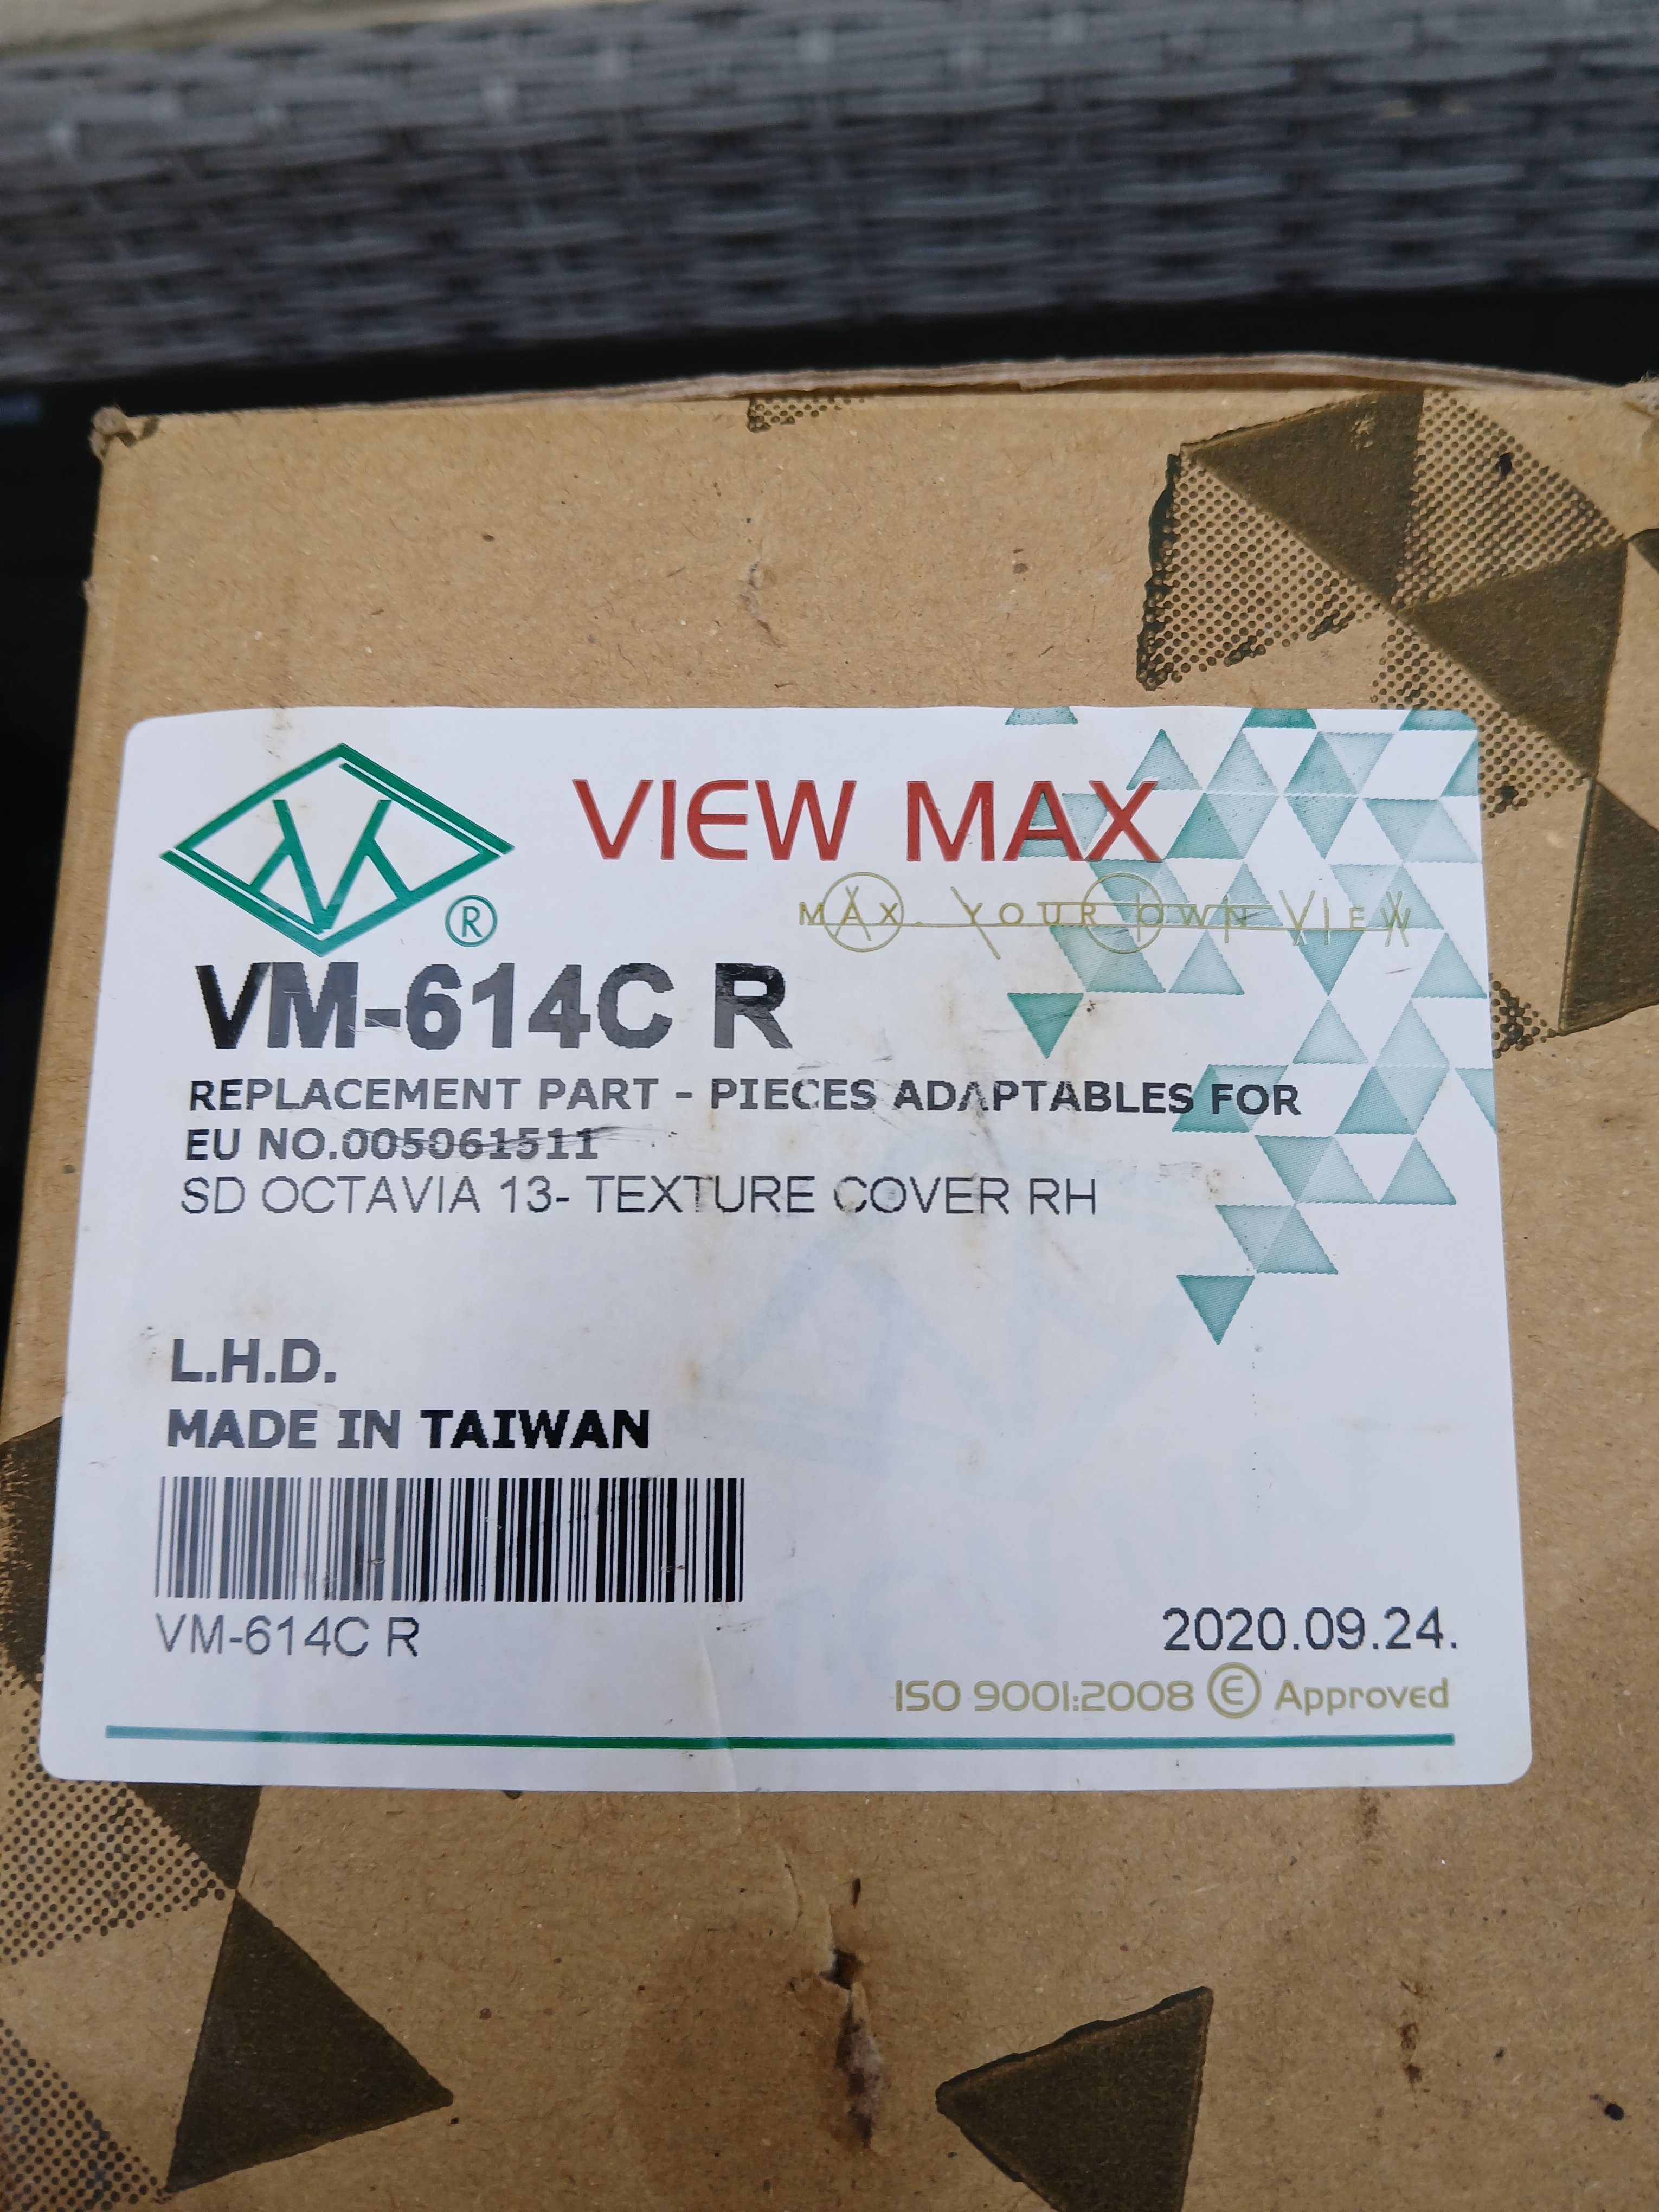 VIEW MAX
MAX. YOUR OWN VIEW
VM
®
VM-614C R
REPLACEMENT PART - PIECES ADAPTABLES FOR
EU NO.005061511
SD OCTAVIA 13- TEXTURE COVER RH
L.H.D.
MADE IN TAIWAN
VM-614C R
2020.09.24.
ISO 9001:2008 E Approved